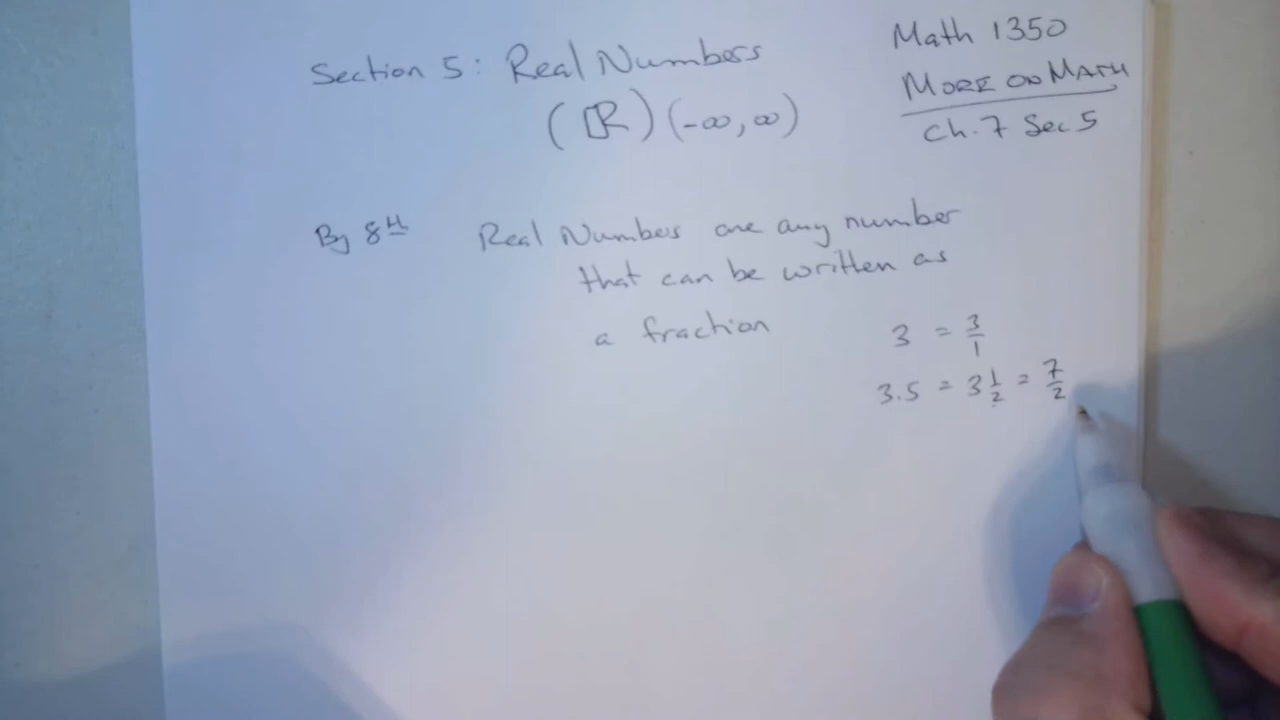 Math 1350
MORE ON MATH
Ch. 7 Sec 5
Section 5: Real Numbers
(ℝ) (-∞, ∞)
By 8th Real Numbers are any number
that can be written as
a fraction
3 = 3/1
3.5 = 3 1/2 = 7/2